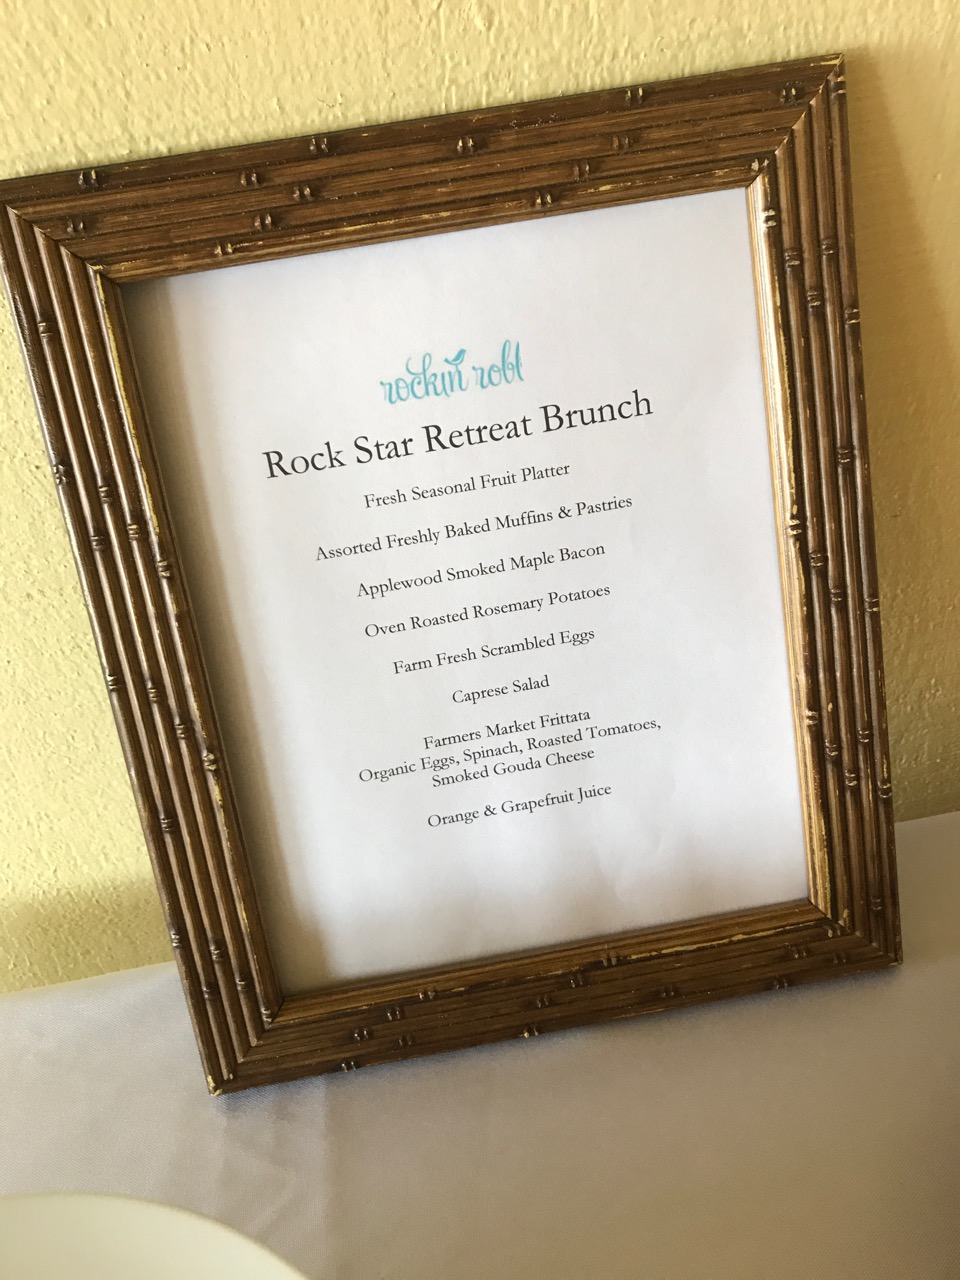 rockin' robi
Rock Star Retreat Brunch
Fresh Seasonal Fruit Platter
Assorted Freshly Baked Muffins & Pastries
Applewood Smoked Maple Bacon
Oven Roasted Rosemary Potatoes
Farm Fresh Scrambled Eggs
Caprese Salad
Farmers Market Frittata
Organic Eggs, Spinach, Roasted Tomatoes,
Smoked Gouda Cheese
Orange & Grapefruit Juice